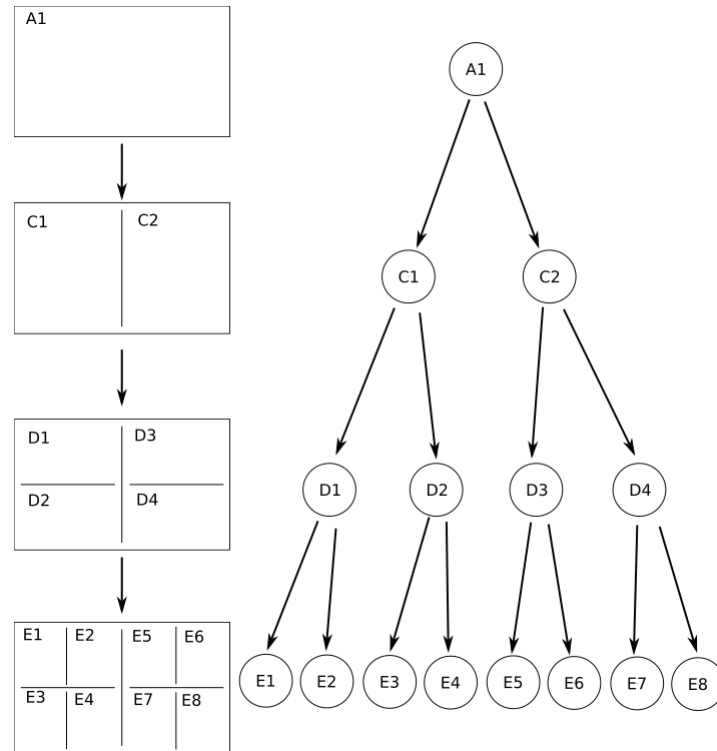 A1
C1 C2
D1 D3
D2 D4
E1 E2 E5 E6
E3 E4 E7 E8
A1
C1 C2
D1 D2 D3 D4
E1 E2 E3 E4 E5 E6 E7 E8